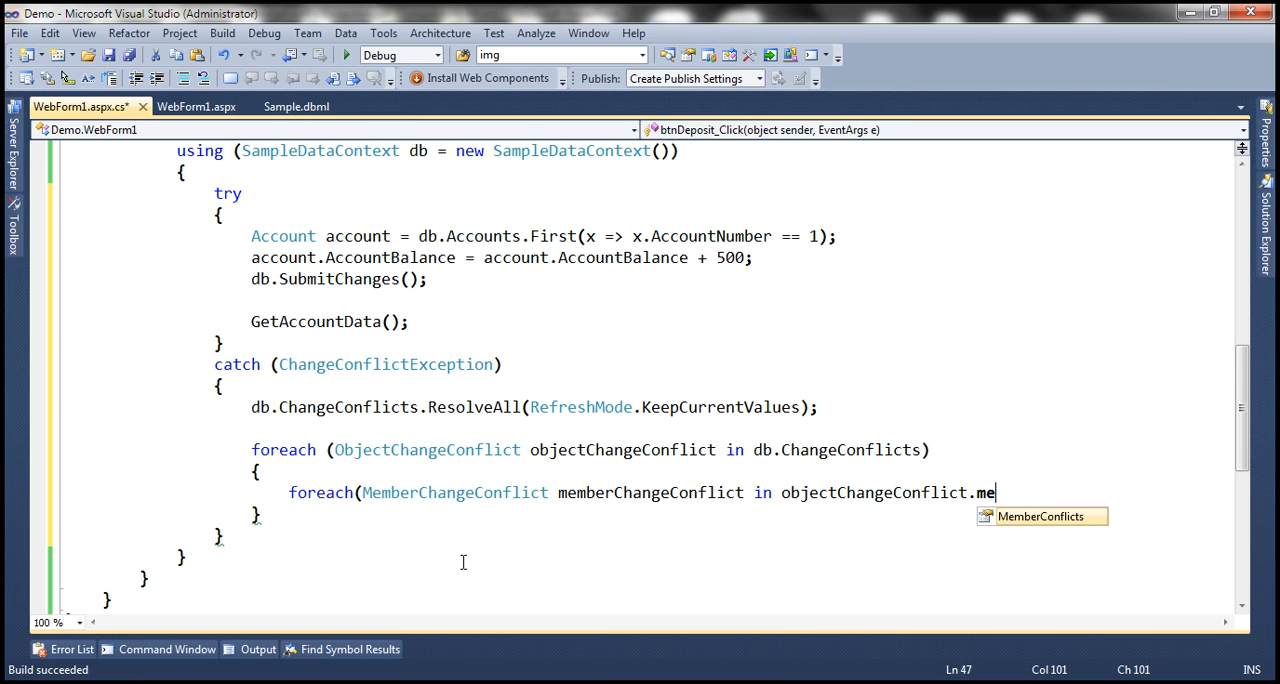 Demo - Microsoft Visual Studio (Administrator)
File Edit View Refactor Project Build Debug Team Data Tools Architecture Test Analyze Window Help
Debug img
Install Web Components Publish: Create Publish Settings
WebForm1.aspx.cs* WebForm1.aspx Sample.dbml
Demo.WebForm1 btnDeposit_Click(object sender, EventArgs e)
Server Explorer
Toolbox
Properties
Solution Explorer
using (SampleDataContext db = new SampleDataContext())
{
try
{
Account account = db.Accounts.First(x => x.AccountNumber == 1);
account.AccountBalance = account.AccountBalance + 500;
db.SubmitChanges();
GetAccountData();
}
catch (ChangeConflictException)
{
db.ChangeConflicts.ResolveAll(RefreshMode.KeepCurrentValues);
foreach (ObjectChangeConflict objectChangeConflict in db.ChangeConflicts)
{
foreach(MemberChangeConflict memberChangeConflict in objectChangeConflict.me
MemberConflicts
}
}
}
}
}
100 %
Error List Command Window Output Find Symbol Results
Build succeeded Ln 47 Col 101 Ch 101 INS